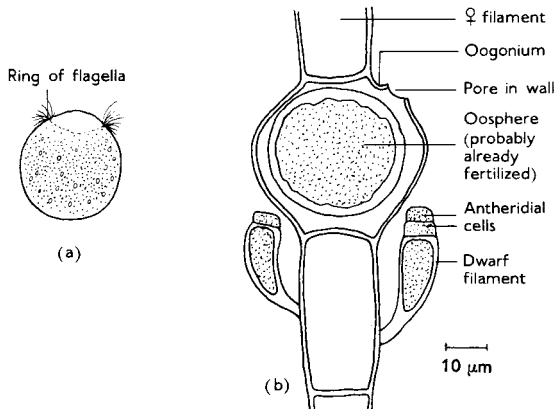 Ring of flagella
(a)
♀ filament
Oogonium
Pore in wall
Oosphere
(probably
already
fertilized)
Antheridial
cells
Dwarf
filament
10 μm
(b)